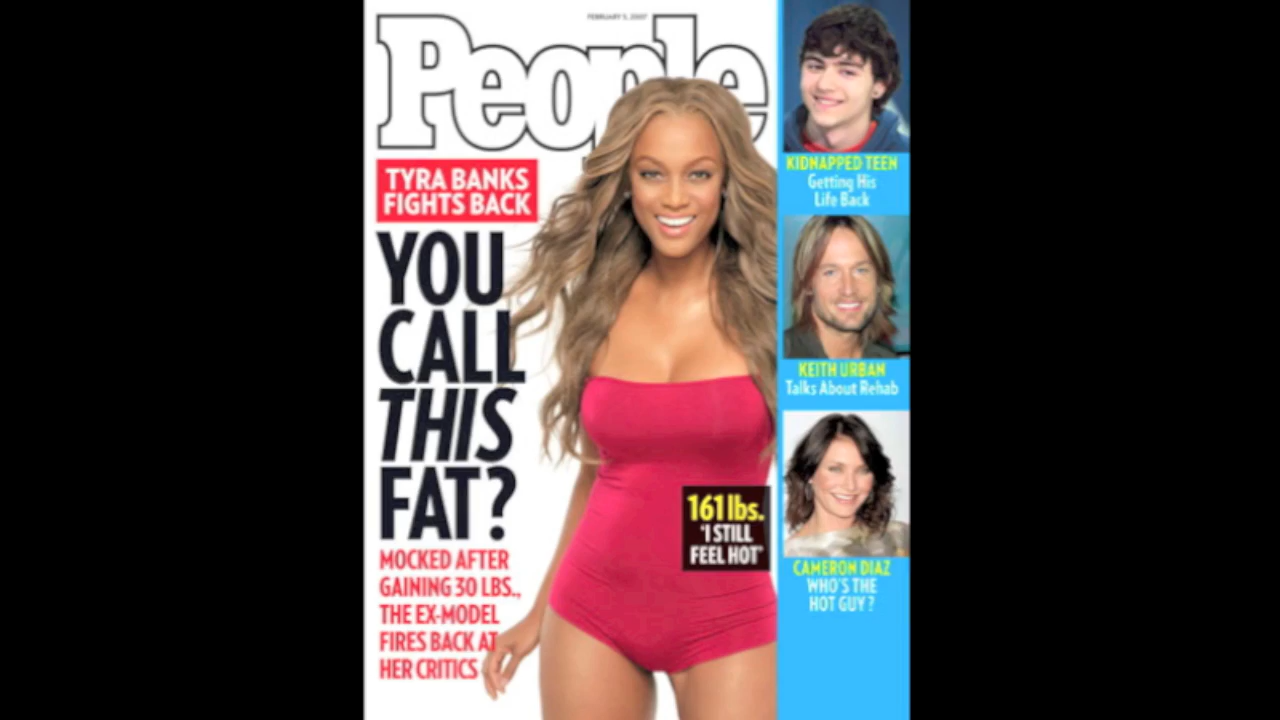 FEBRUARY 5, 2007
People
TYRA BANKS
FIGHTS BACK
YOU
CALL
THIS
FAT?
MOCKED AFTER
GAINING 30 LBS.,
THE EX-MODEL
FIRES BACK AT
HER CRITICS
161 lbs.
'I STILL
FEEL HOT'
KIDNAPPED TEEN
Getting His
Life Back
KEITH URBAN
Talks About Rehab
CAMERON DIAZ
WHO'S THE
HOT GUY?